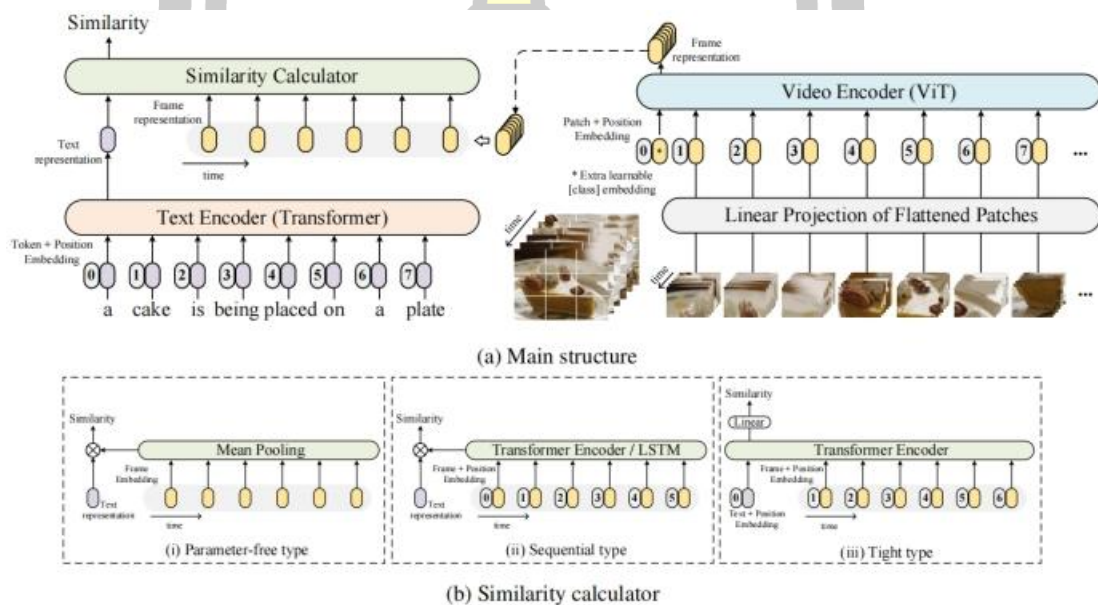 Similarity
Similarity Calculator
Frame
representation
Text
representation
time
Text Encoder (Transformer)
Token + Position
Embedding
0 1 2 3 4 5 6 7
a cake is being placed on a plate
Frame
representation
Video Encoder (ViT)
Patch + Position
Embedding
0 * 1 2 3 4 5 6 7 ...
* Extra learnable
[class] embedding
Linear Projection of Flattened Patches
time
time
...
(a) Main structure
Similarity
Mean Pooling
Frame
Embedding
Text
representation
time
(i) Parameter-free type
Similarity
Transformer Encoder / LSTM
Frame + Position
Embedding
0 1 2 3 4 5
Text
representation
time
(ii) Sequential type
Similarity
Linear
Transformer Encoder
Frame + Position
Embedding
0 1 2 3 4 5 6
Text + Position
Embedding
time
(iii) Tight type
(b) Similarity calculator